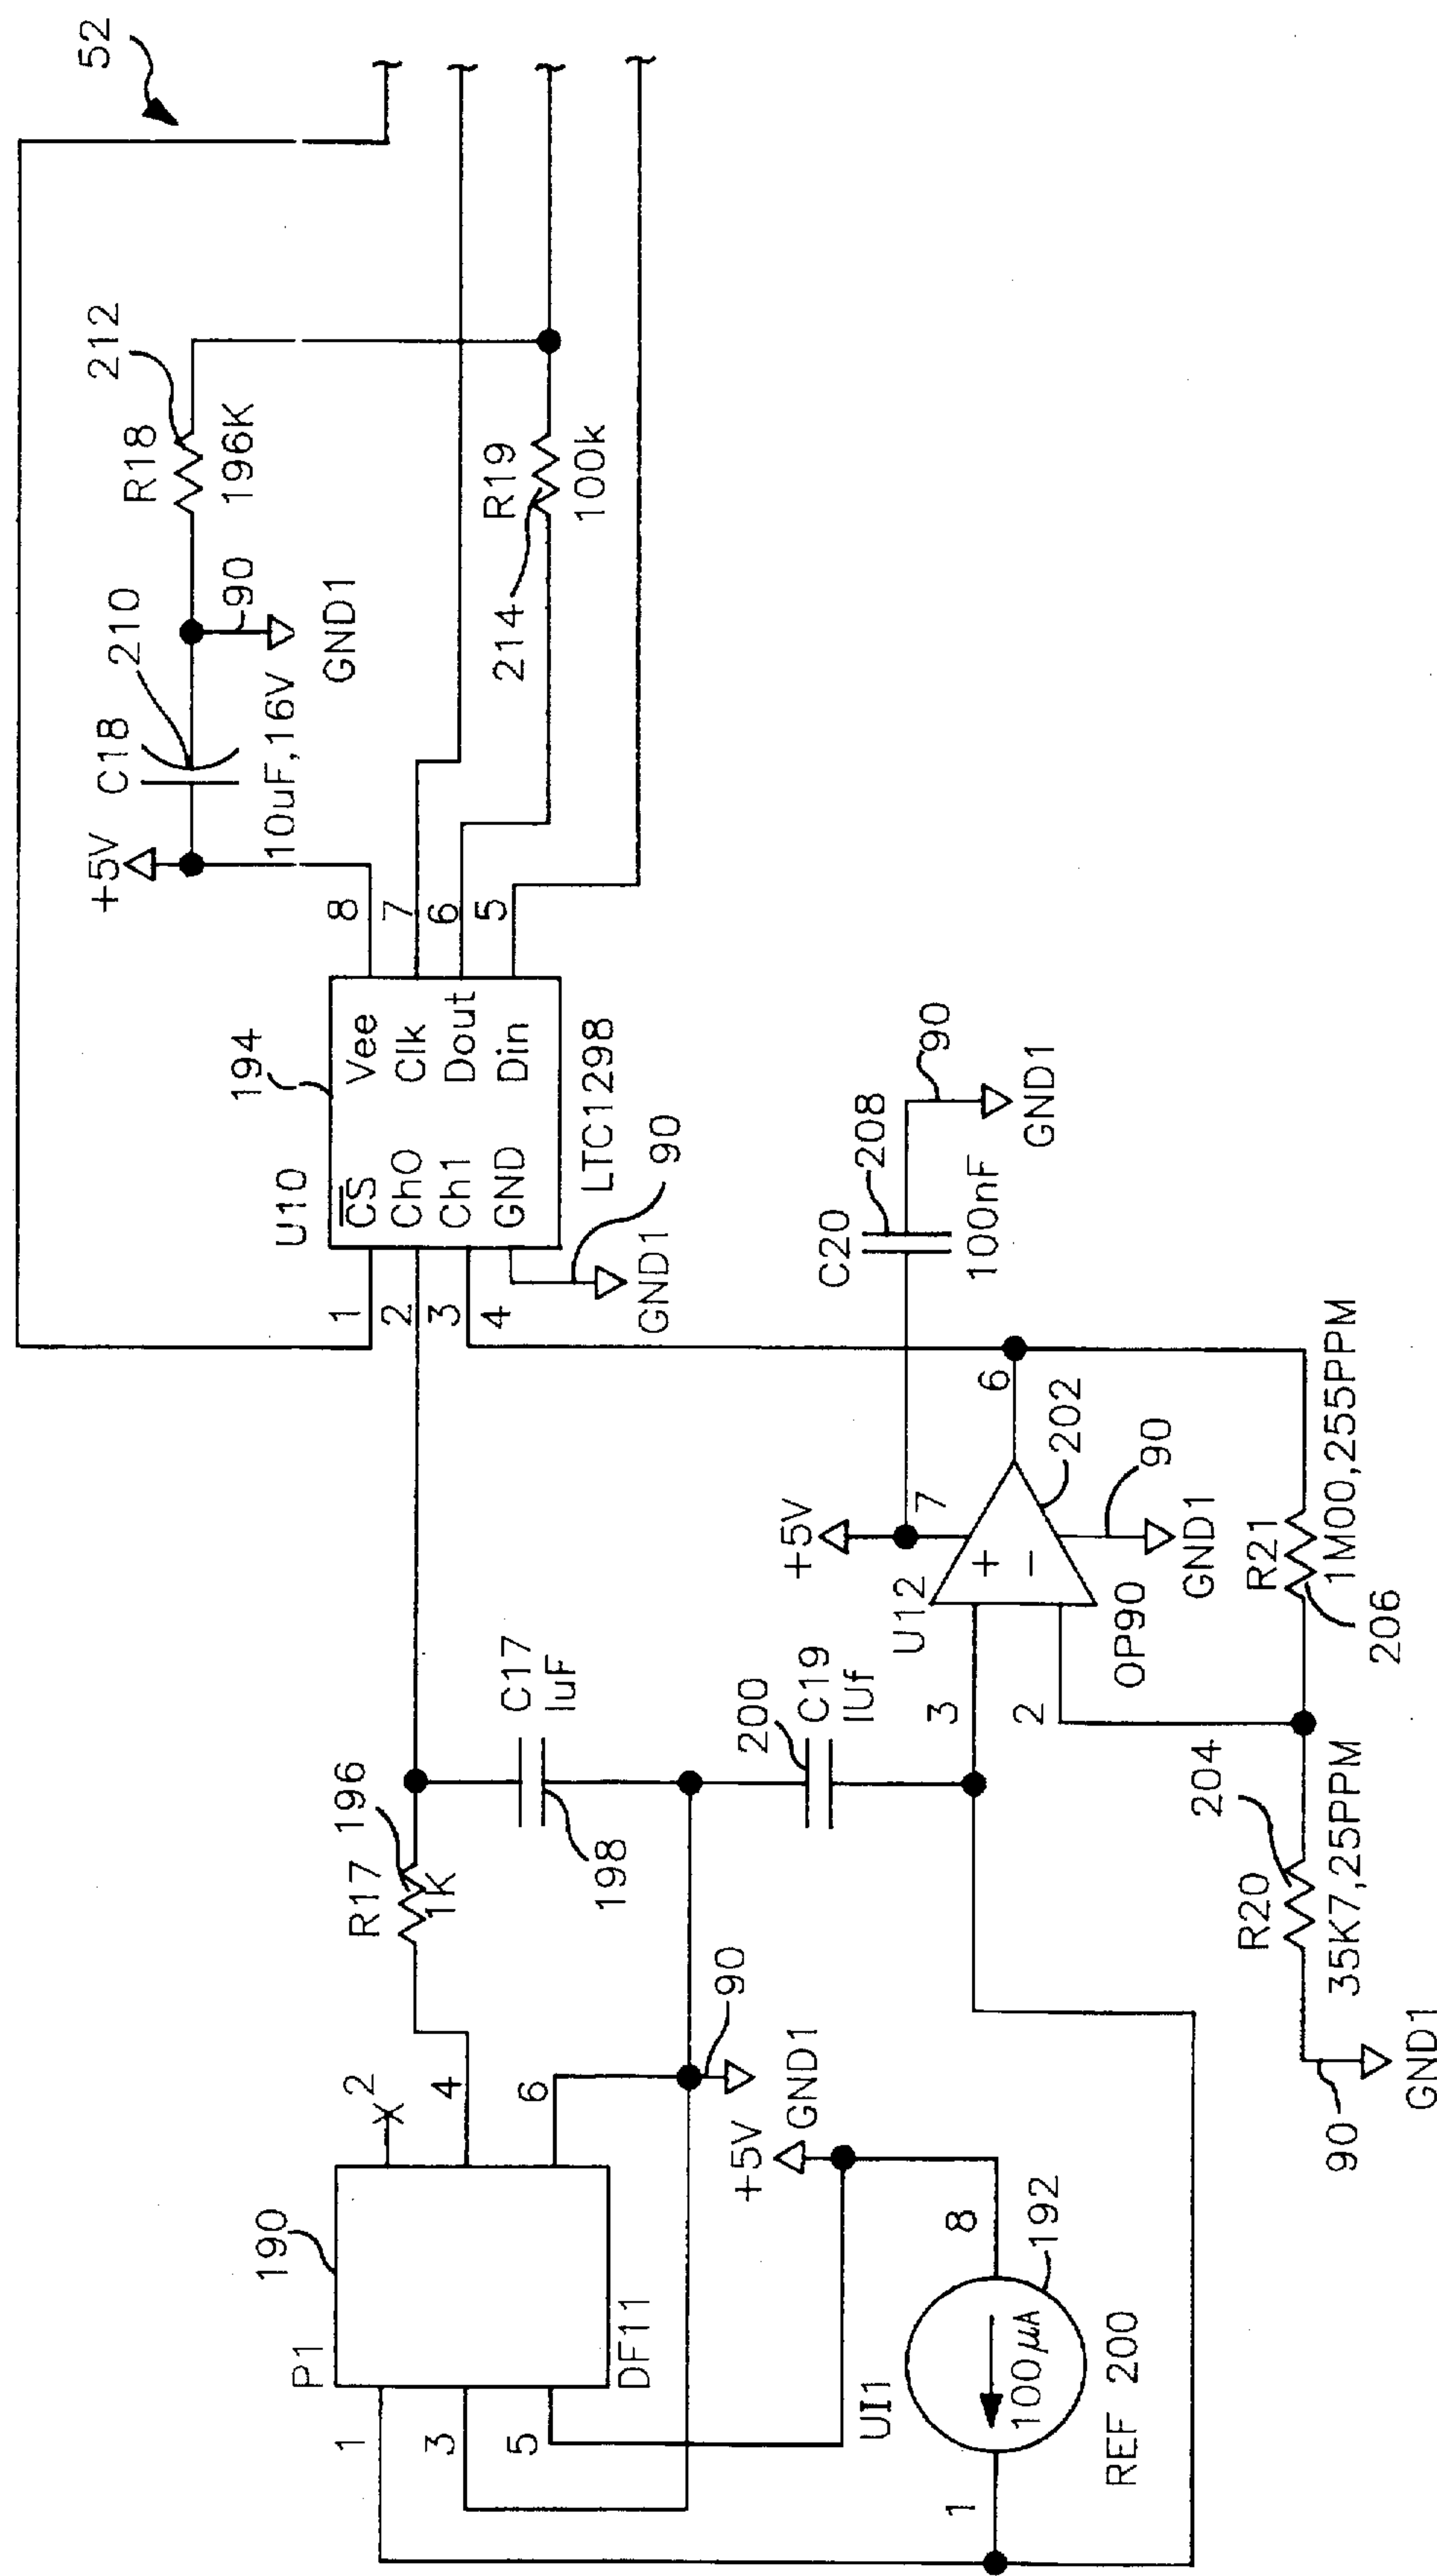 52
212
R18
196K
90
GND1
210
C18
10uF,16V
+5V
R19
100k
214
8
7
6
5
194
U10
CS Vee
Ch0 Clk
Ch1 Dout
GND Din
LTC1298
1
2
3
4
90
GND1
C20
208
100nF
90
GND1
+5V
7
6
U12
+
−
3
2
202
OP90
90
GND1
R21
1M00,255PPM
206
204
R20
35K7,25PPM
90
GND1
196
R17
1K
C17
IuF
198
200
C19
IUf
90
GND1
190
P1
DF11
1
3
5
X 2
4
6
+5V
8
192
UI1
100µA
REF 200
1